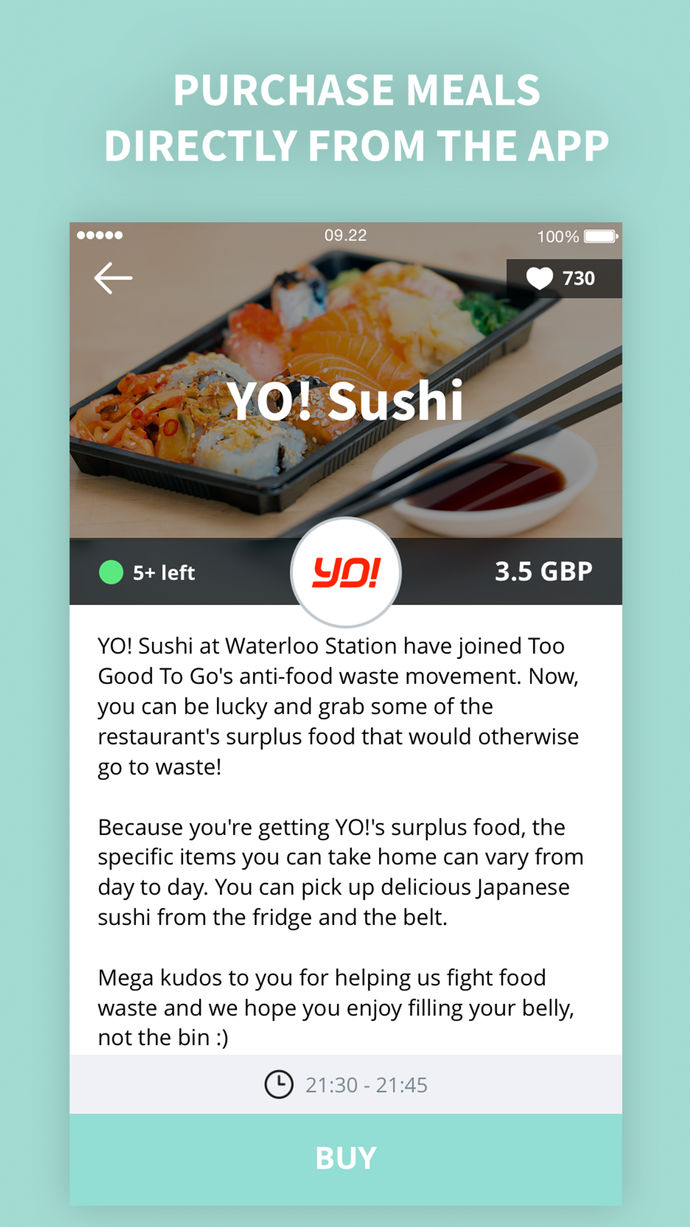 PURCHASE MEALS
DIRECTLY FROM THE APP
09.22
100%
730
YO! Sushi
5+ left
YO!
3.5 GBP
YO! Sushi at Waterloo Station have joined Too
Good To Go's anti-food waste movement. Now,
you can be lucky and grab some of the
restaurant's surplus food that would otherwise
go to waste!
Because you're getting YO!'s surplus food, the
specific items you can take home can vary from
day to day. You can pick up delicious Japanese
sushi from the fridge and the belt.
Mega kudos to you for helping us fight food
waste and we hope you enjoy filling your belly,
not the bin :)
21:30 - 21:45
BUY